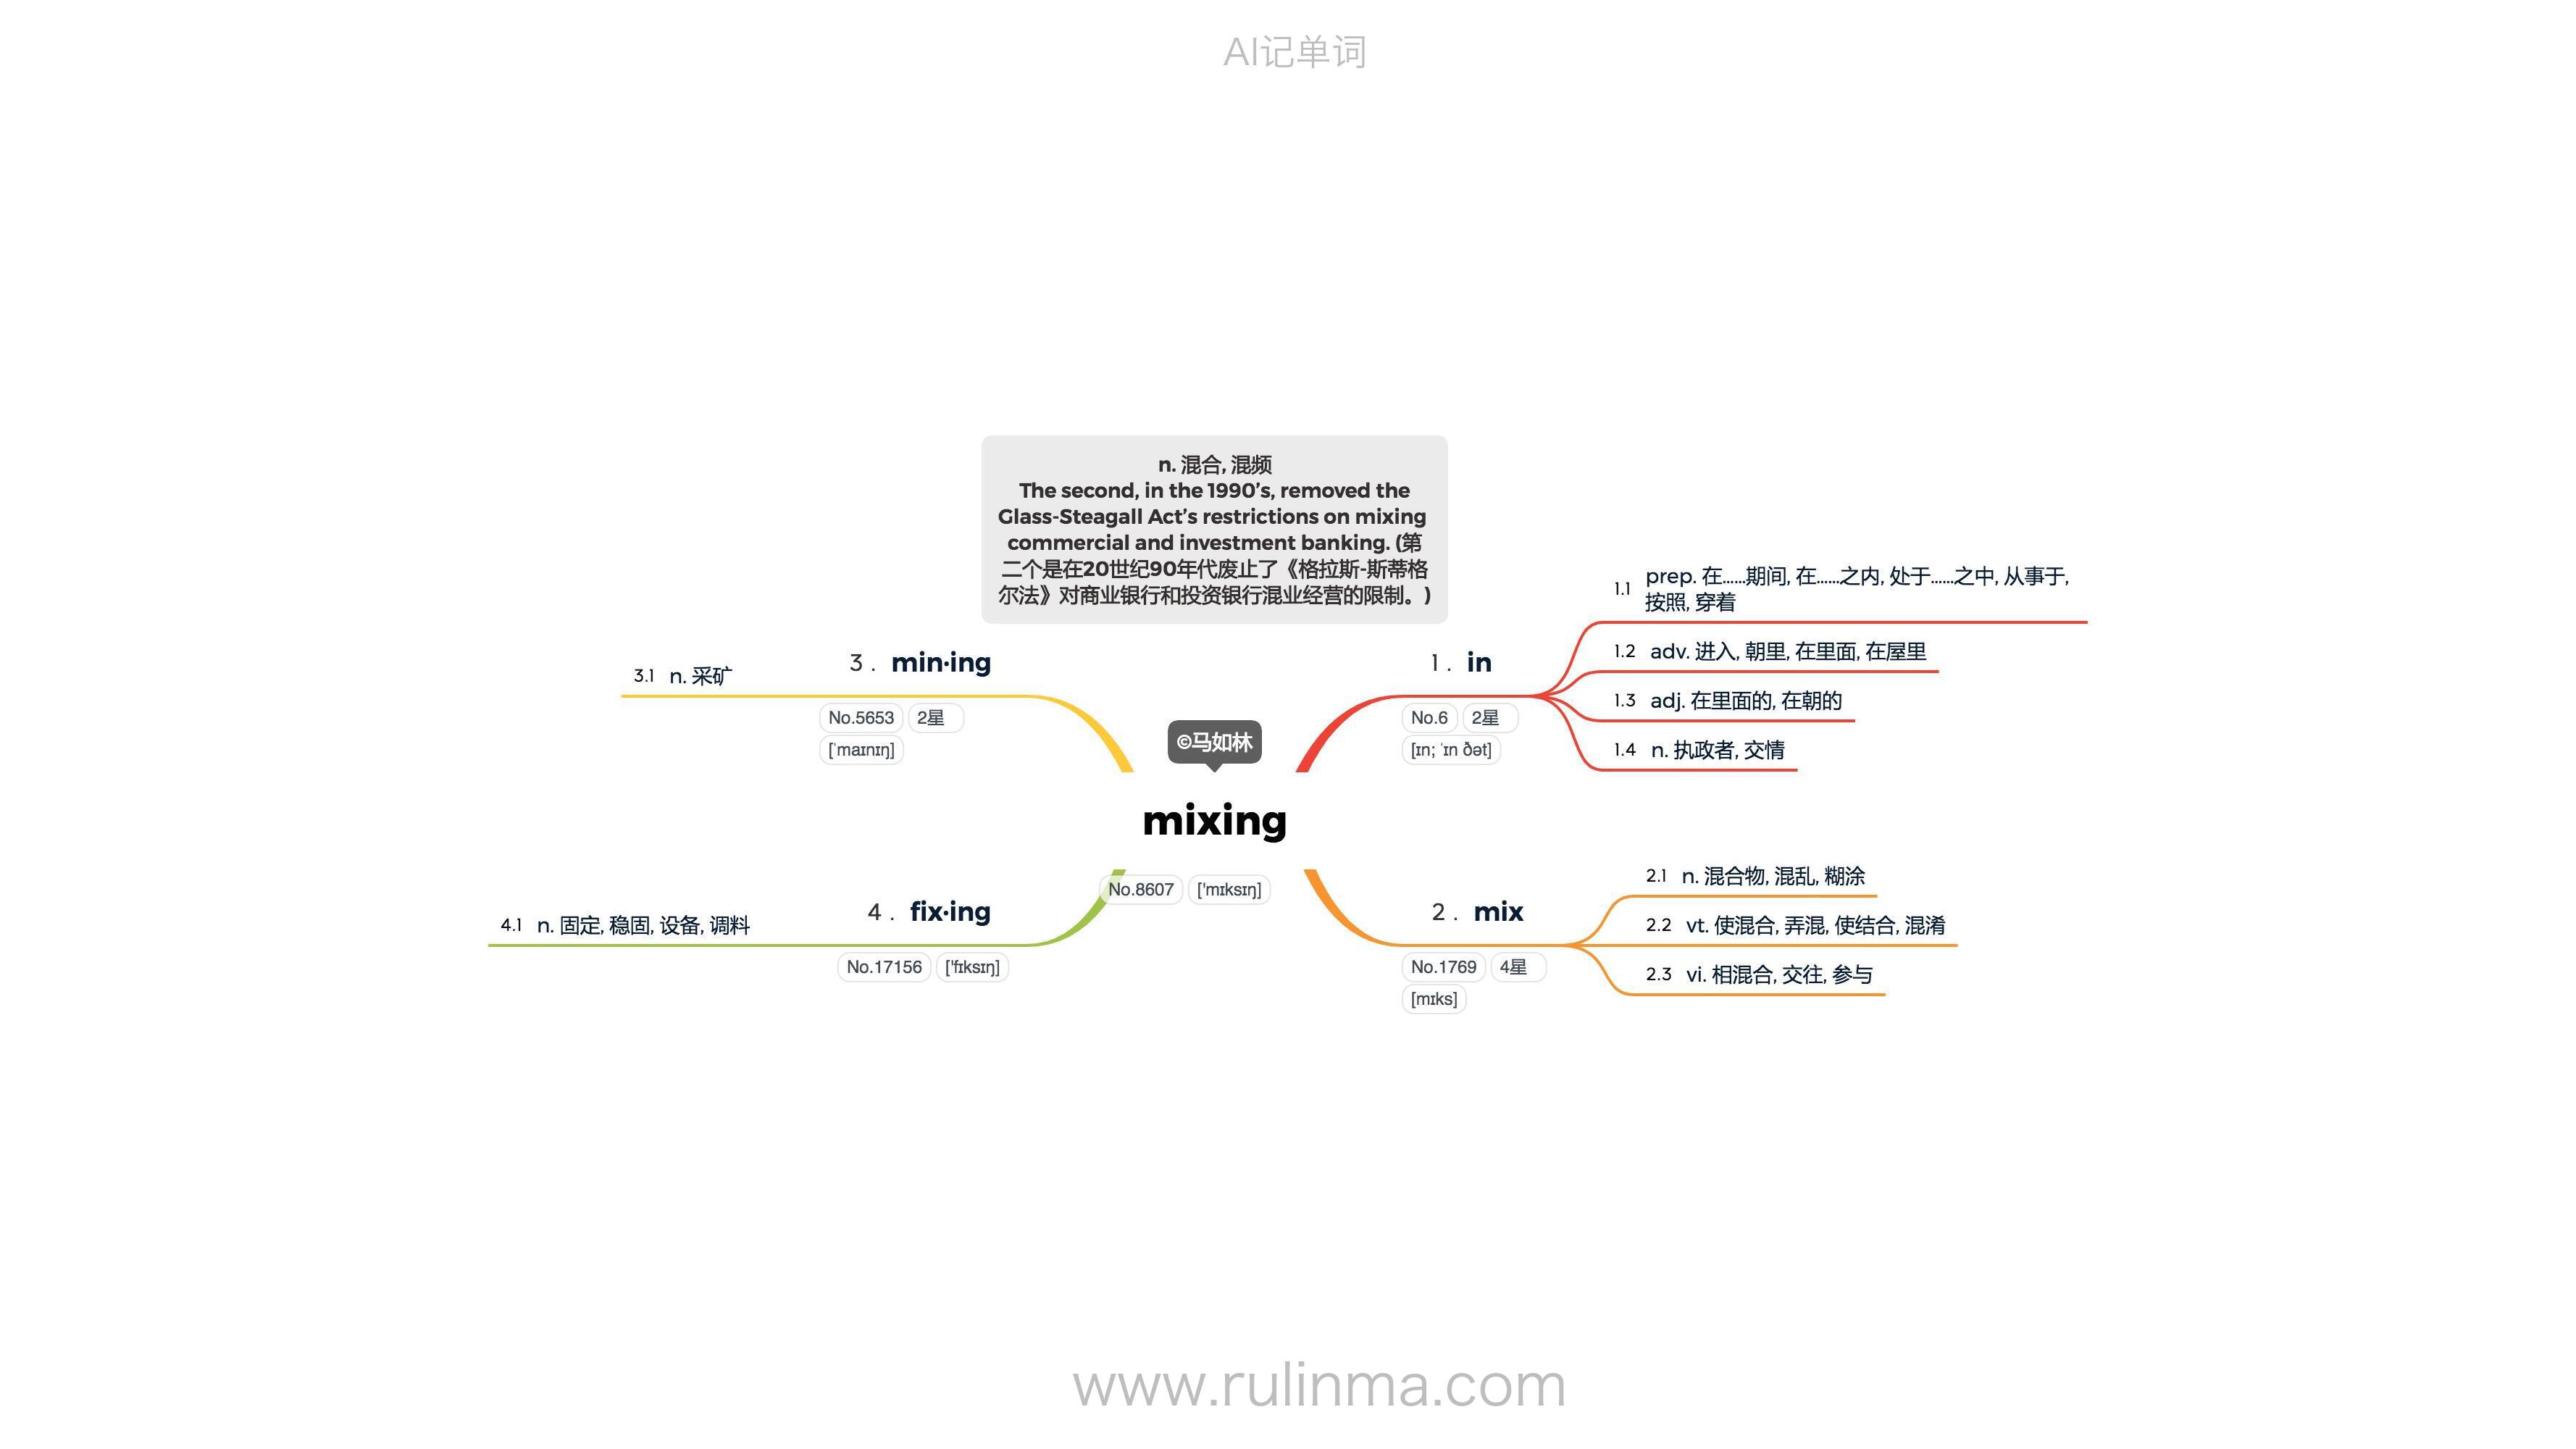 AI记单词
n. 混合, 混频
The second, in the 1990’s, removed the
Glass-Steagall Act’s restrictions on mixing
commercial and investment banking. (第
二个是在20世纪90年代废止了《格拉斯-斯蒂格
尔法》对商业银行和投资银行混业经营的限制。)
©马如林
mixing
No.8607 ['mɪksɪŋ]
1 . in
No.6 2星
[ɪn; ˈɪn ðət]
1.1 prep. 在......期间, 在......之内, 处于......之中, 从事于,
按照, 穿着
1.2 adv. 进入, 朝里, 在里面, 在屋里
1.3 adj. 在里面的, 在朝的
1.4 n. 执政者, 交情
2 . mix
No.1769 4星
[mɪks]
2.1 n. 混合物, 混乱, 糊涂
2.2 vt. 使混合, 弄混, 使结合, 混淆
2.3 vi. 相混合, 交往, 参与
3 . min·ing
No.5653 2星
[ˈmaɪnɪŋ]
3.1 n. 采矿
4 . fix·ing
No.17156 ['fɪksɪŋ]
4.1 n. 固定, 稳固, 设备, 调料
www.rulinma.com